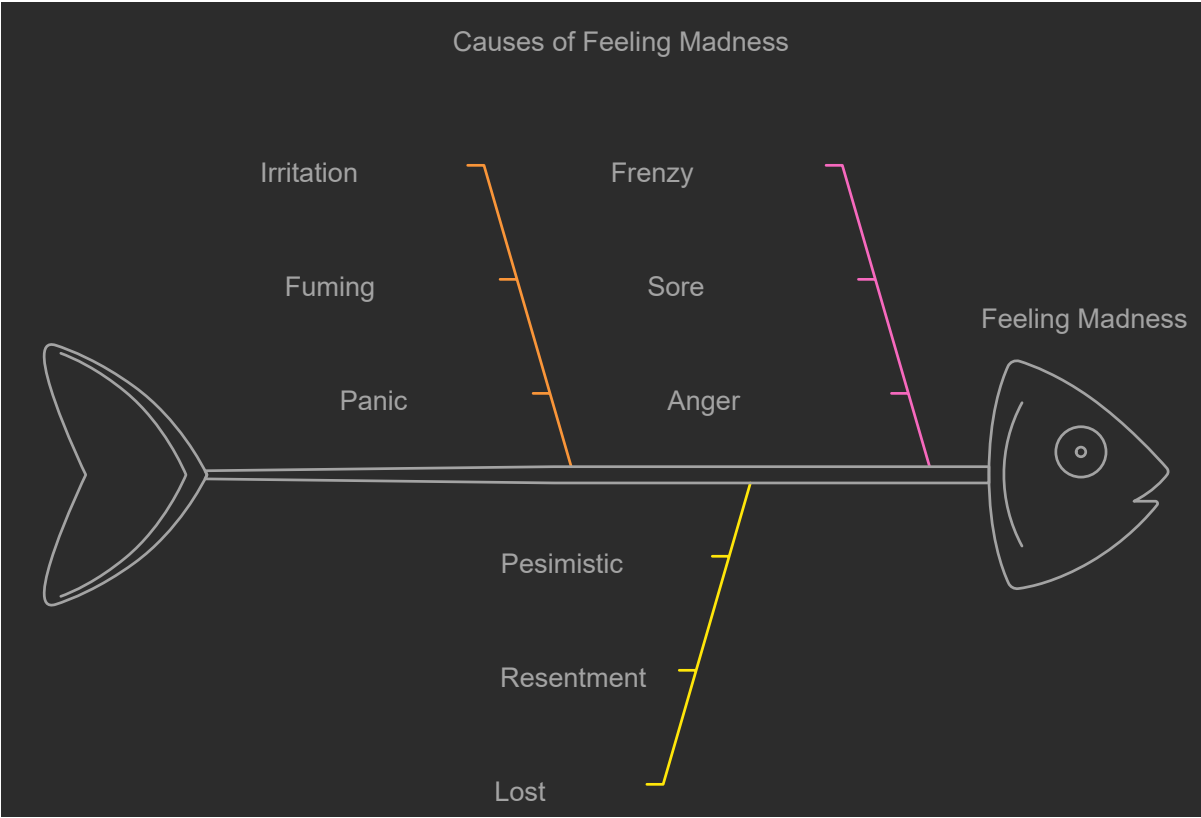 Causes of Feeling Madness
Irritation
Frenzy
Fuming
Sore
Feeling Madness
Panic
Anger
Pesimistic
Resentment
Lost